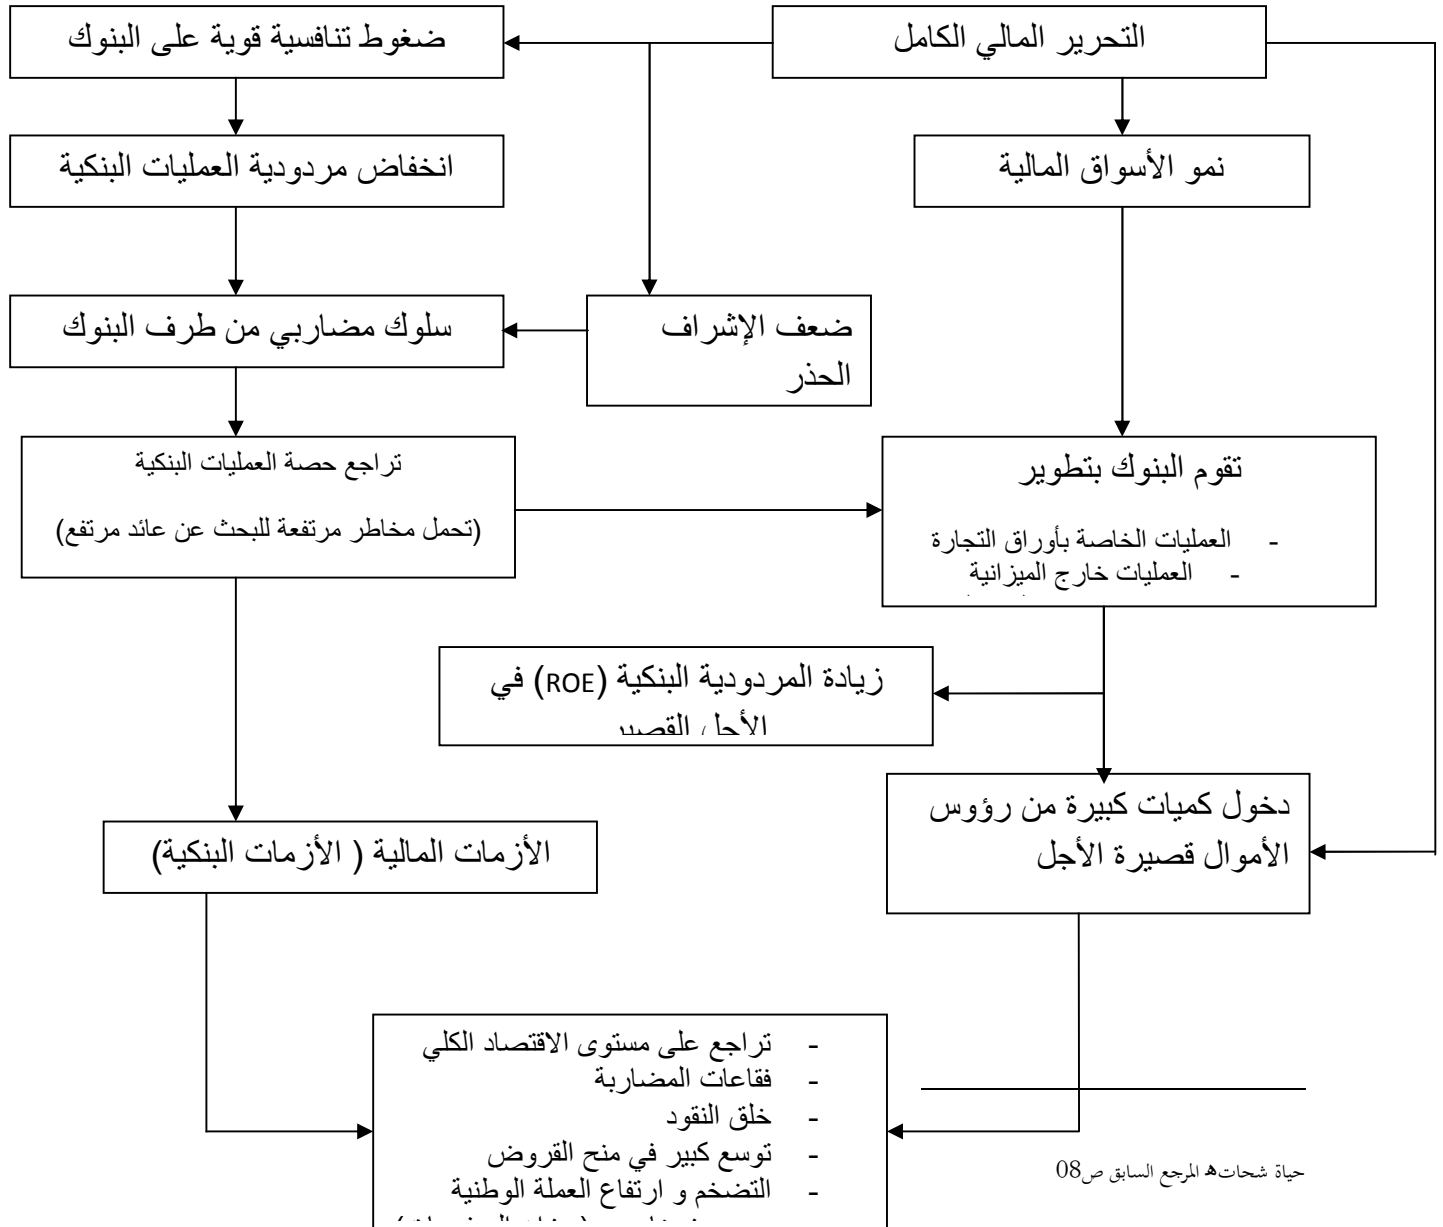 التحرير المالي الكامل
ضغوط تنافسية قوية على البنوك
نمو الأسواق المالية
انخفاض مردودية العمليات البنكية
ضعف الإشراف
الحذر
سلوك مضاربي من طرف البنوك
تقوم البنوك بتطوير
- العمليات الخاصة بأوراق التجارة
- العمليات خارج الميزانية
تراجع حصة العمليات البنكية
(تحمل مخاطر مرتفعة للبحث عن عائد مرتفع)
زيادة المردودية البنكية (ROE) في
الأجل القصير
دخول كميات كبيرة من رؤوس
الأموال قصيرة الأجل
الأزمات المالية ( الأزمات البنكية)
- تراجع على مستوى الاقتصاد الكلي
- فقاعات المضاربة
- خلق النقود
- توسع كبير في منح القروض
- التضخم و ارتفاع العملة الوطنية
حياة شحاته المرجع السابق ص08